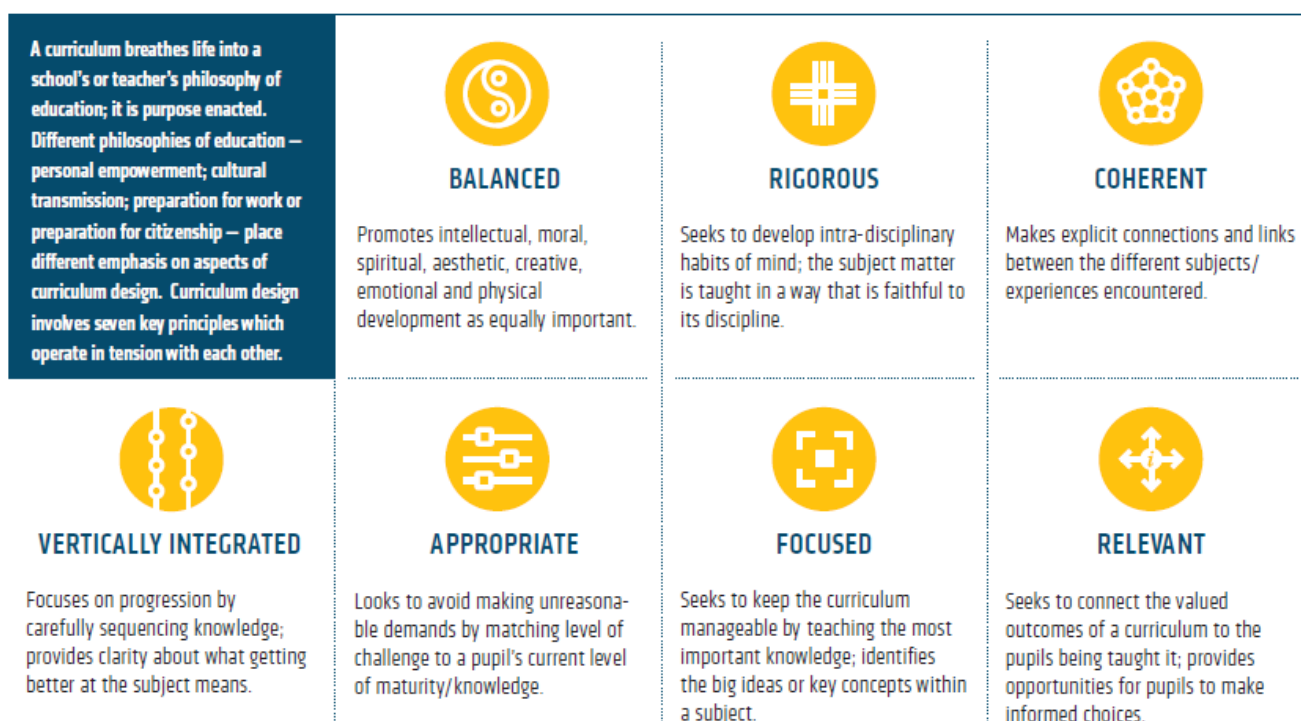 A curriculum breathes life into a
school's or teacher's philosophy of
education; it is purpose enacted.
Different philosophies of education —
personal empowerment; cultural
transmission; preparation for work or
preparation for citizenship — place
different emphasis on aspects of
curriculum design. Curriculum design
involves seven key principles which
operate in tension with each other.
BALANCED
Promotes intellectual, moral,
spiritual, aesthetic, creative,
emotional and physical
development as equally important.
RIGOROUS
Seeks to develop intra-disciplinary
habits of mind; the subject matter
is taught in a way that is faithful to
its discipline.
COHERENT
Makes explicit connections and links
between the different subjects/
experiences encountered.
VERTICALLY INTEGRATED
Focuses on progression by
carefully sequencing knowledge;
provides clarity about what getting
better at the subject means.
APPROPRIATE
Looks to avoid making unreasona-
ble demands by matching level of
challenge to a pupil's current level
of maturity/knowledge.
FOCUSED
Seeks to keep the curriculum
manageable by teaching the most
important knowledge; identifies
the big ideas or key concepts within
a subject.
i
RELEVANT
Seeks to connect the valued
outcomes of a curriculum to the
pupils being taught it; provides
opportunities for pupils to make
informed choices.